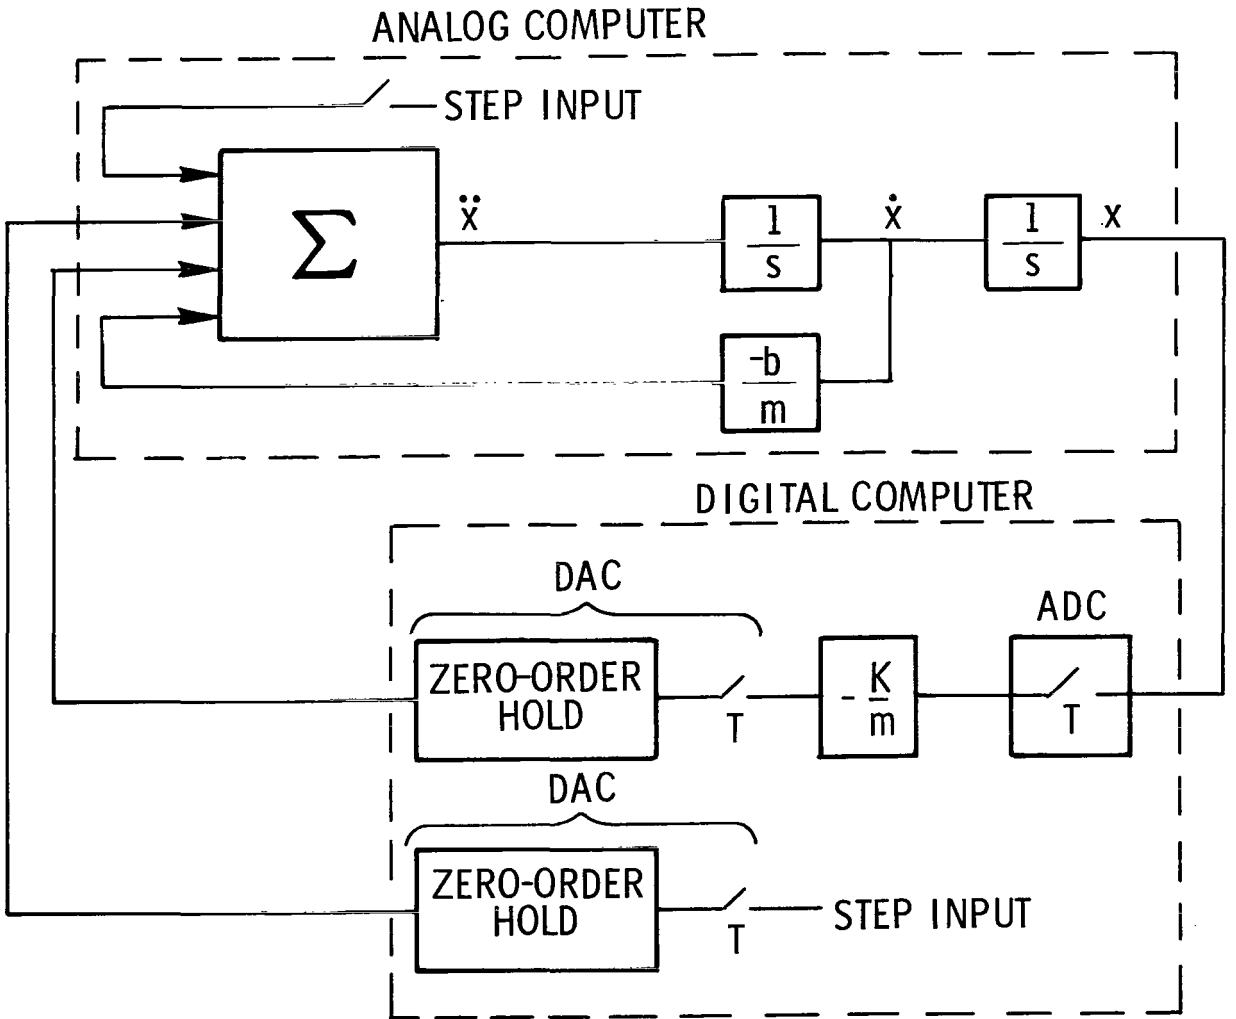 ANALOG COMPUTER
STEP INPUT
Σ
ẍ
1
s
ẋ
1
s
x
-b
m
DIGITAL COMPUTER
DAC
ADC
ZERO-ORDER
HOLD
T
- K
m
T
DAC
ZERO-ORDER
HOLD
T
STEP INPUT